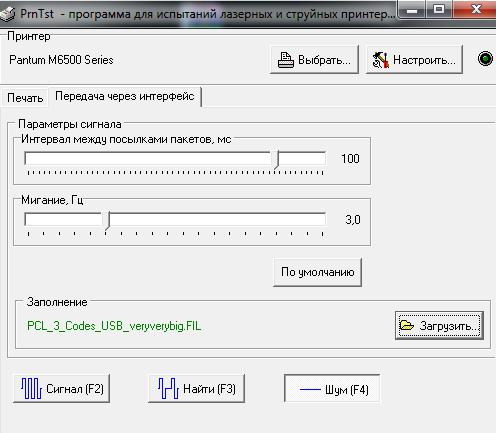 PrnTst - программа для испытаний лазерных и струйных принтер...
Принтер
Pantum M6500 Series
Выбрать...
Настроить...
Печать
Передача через интерфейс
Параметры сигнала
Интервал между посылками пакетов, мс
100
Мигание, Гц
3,0
По умолчанию
Заполнение
PCL_3_Codes_USB_veryverybig.FIL
Загрузить...
Сигнал (F2)
Найти (F3)
Шум (F4)